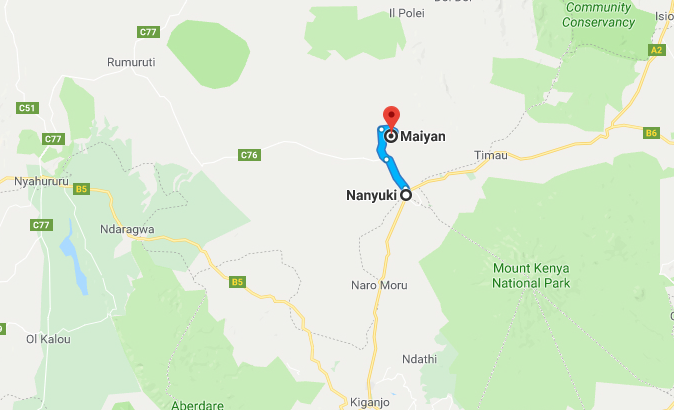 Community
Conservancy
Il Polei
C77
A2
Rumuruti
C51
C77
B6
Maiyan
C76
Timau
Nyahururu
B5
Nanyuki
C77
Ndaragwa
Mount Kenya
National Park
B5
Naro Moru
Ol Kalou
Ndathi
Aberdare
Kiganjo